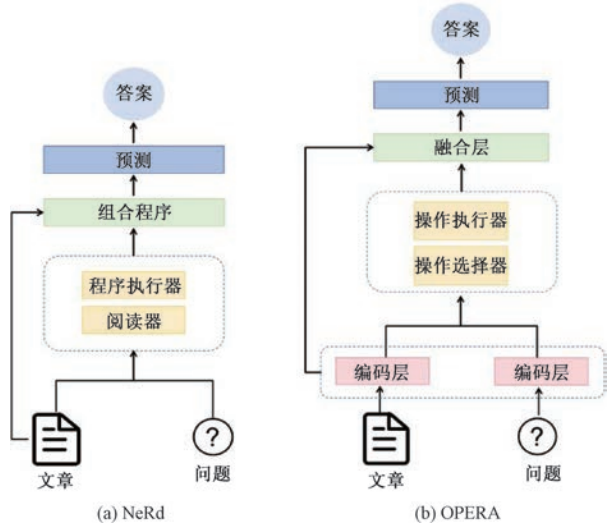 答案
预测
组合程序
程序执行器
阅读器
文章
?
问题
(a) NeRd
答案
预测
融合层
操作执行器
操作选择器
编码层
编码层
文章
?
问题
(b) OPERA